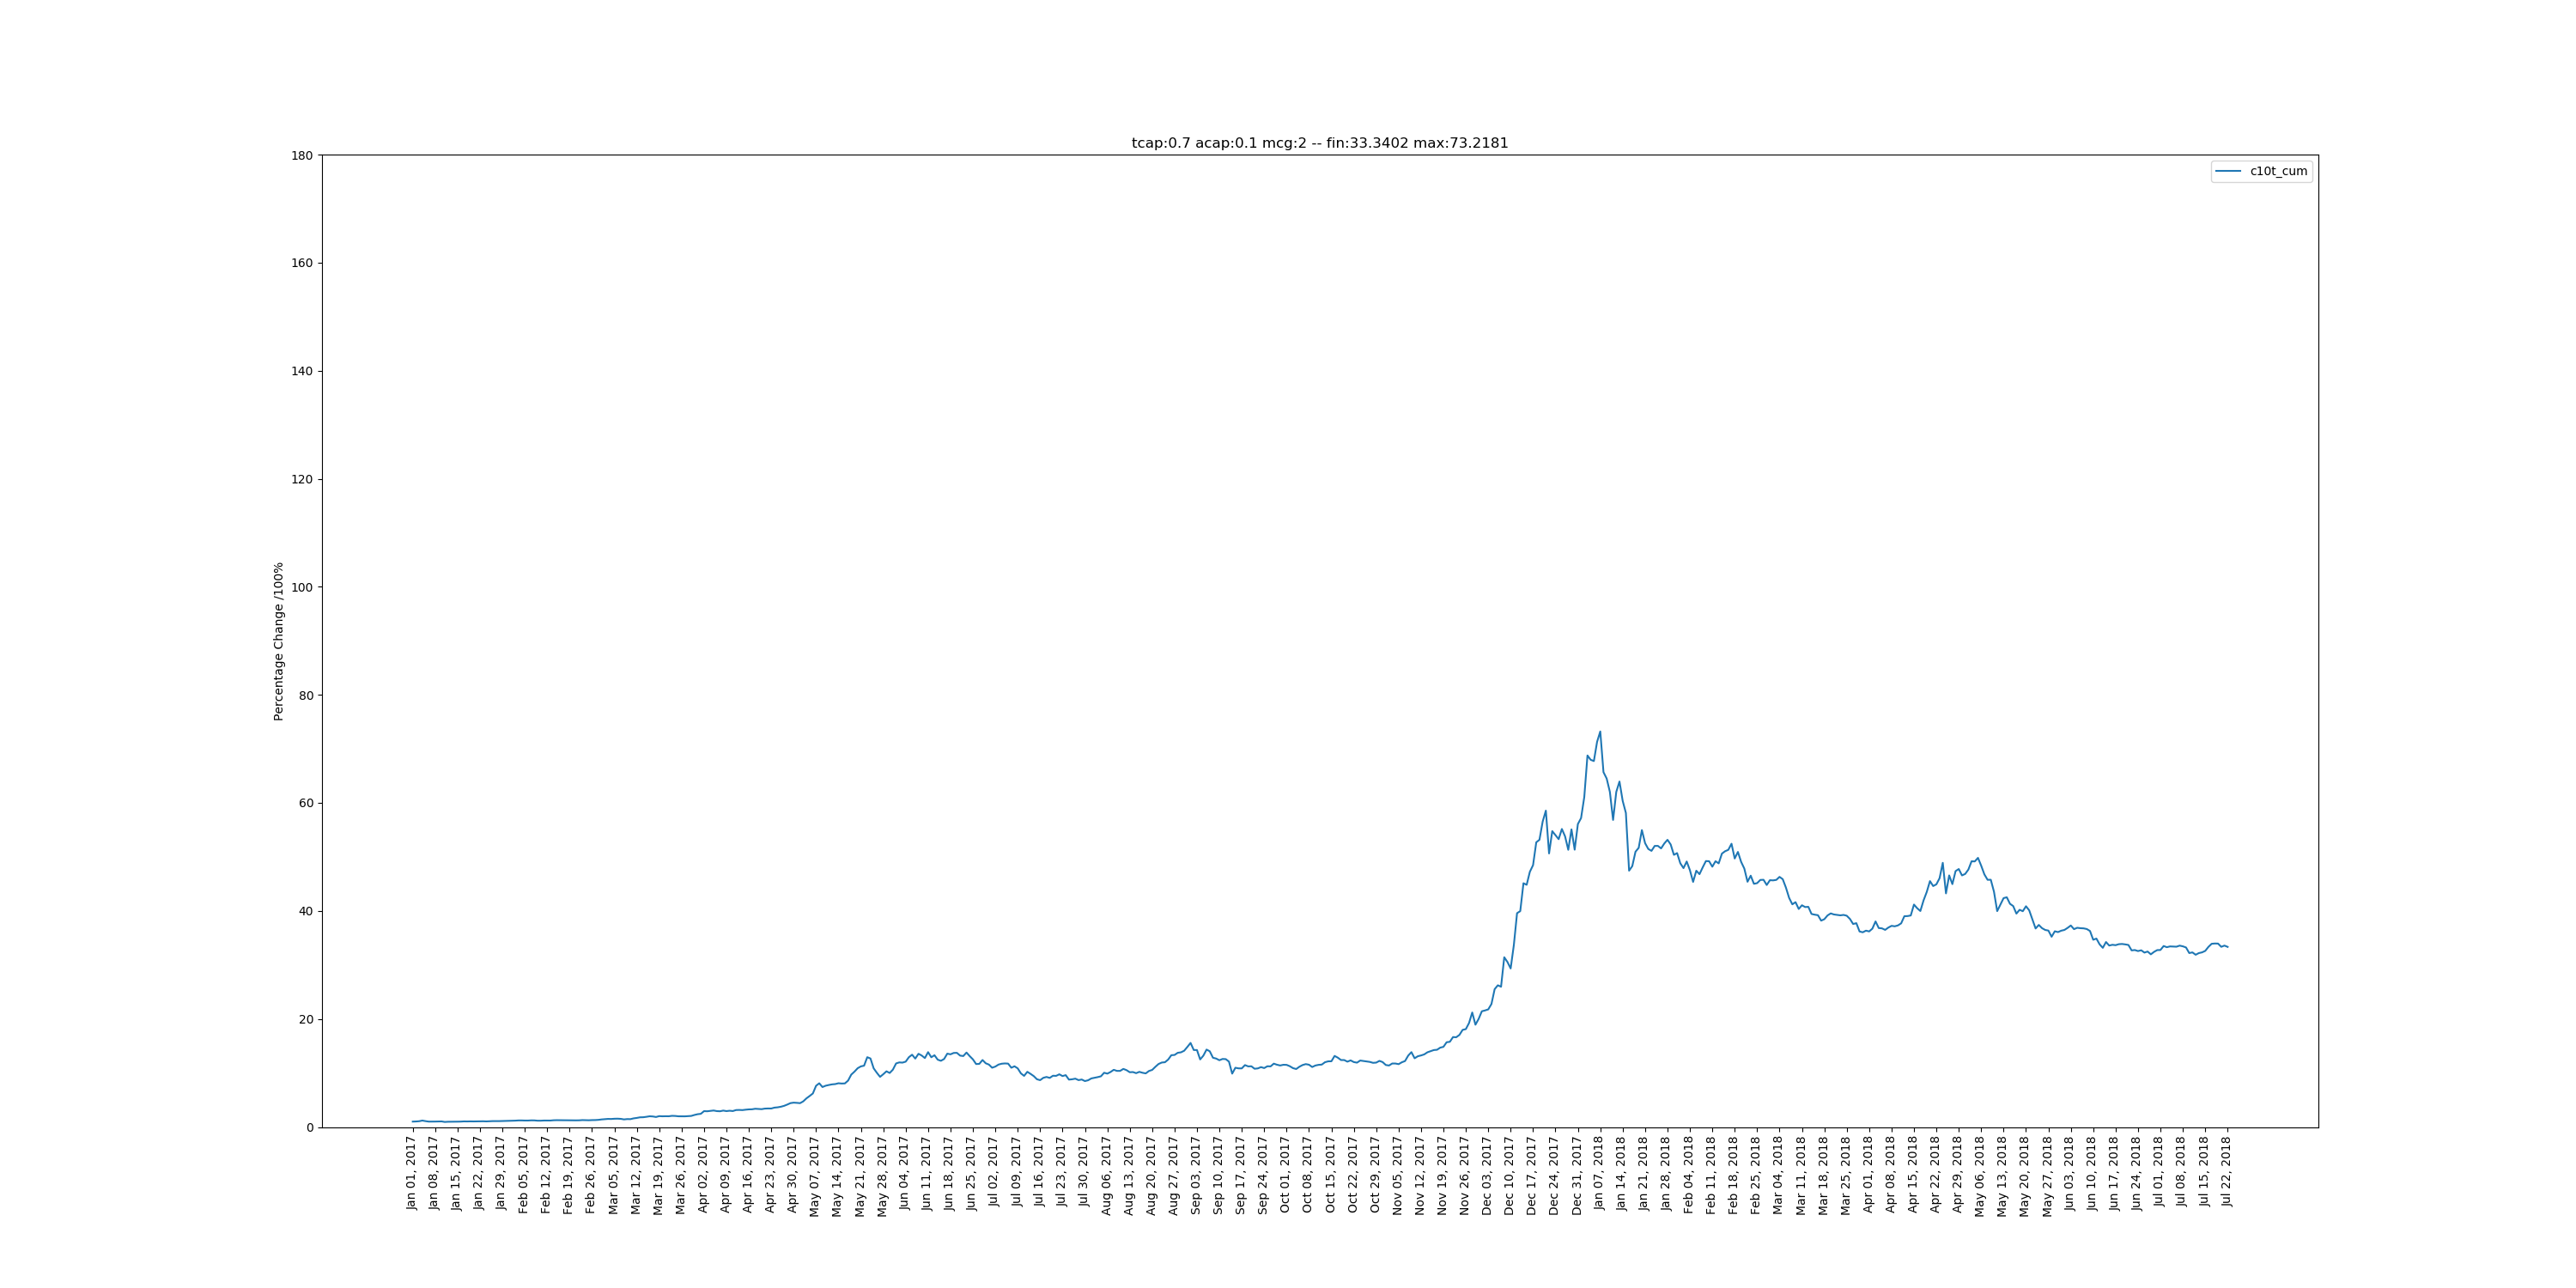 tcap:0.7 acap:0.1 mcg:2 -- fin:33.3402 max:73.2181
c10t_cum
Percentage Change /100%
180
160
140
120
100
80
60
40
20
0
Jan 01, 2017
Jan 08, 2017
Jan 15, 2017
Jan 22, 2017
Jan 29, 2017
Feb 05, 2017
Feb 12, 2017
Feb 19, 2017
Feb 26, 2017
Mar 05, 2017
Mar 12, 2017
Mar 19, 2017
Mar 26, 2017
Apr 02, 2017
Apr 09, 2017
Apr 16, 2017
Apr 23, 2017
Apr 30, 2017
May 07, 2017
May 14, 2017
May 21, 2017
May 28, 2017
Jun 04, 2017
Jun 11, 2017
Jun 18, 2017
Jun 25, 2017
Jul 02, 2017
Jul 09, 2017
Jul 16, 2017
Jul 23, 2017
Jul 30, 2017
Aug 06, 2017
Aug 13, 2017
Aug 20, 2017
Aug 27, 2017
Sep 03, 2017
Sep 10, 2017
Sep 17, 2017
Sep 24, 2017
Oct 01, 2017
Oct 08, 2017
Oct 15, 2017
Oct 22, 2017
Oct 29, 2017
Nov 05, 2017
Nov 12, 2017
Nov 19, 2017
Nov 26, 2017
Dec 03, 2017
Dec 10, 2017
Dec 17, 2017
Dec 24, 2017
Dec 31, 2017
Jan 07, 2018
Jan 14, 2018
Jan 21, 2018
Jan 28, 2018
Feb 04, 2018
Feb 11, 2018
Feb 18, 2018
Feb 25, 2018
Mar 04, 2018
Mar 11, 2018
Mar 18, 2018
Mar 25, 2018
Apr 01, 2018
Apr 08, 2018
Apr 15, 2018
Apr 22, 2018
Apr 29, 2018
May 06, 2018
May 13, 2018
May 20, 2018
May 27, 2018
Jun 03, 2018
Jun 10, 2018
Jun 17, 2018
Jun 24, 2018
Jul 01, 2018
Jul 08, 2018
Jul 15, 2018
Jul 22, 2018